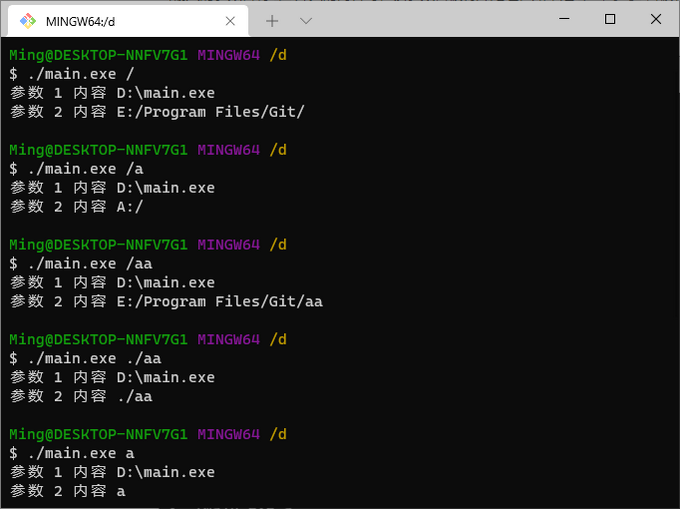 MINGW64:/d
Ming@DESKTOP-NNFV7G1 MINGW64 /d
$ ./main.exe /
参数 1 内容 D:\main.exe
参数 2 内容 E:/Program Files/Git/
Ming@DESKTOP-NNFV7G1 MINGW64 /d
$ ./main.exe /a
参数 1 内容 D:\main.exe
参数 2 内容 A:/
Ming@DESKTOP-NNFV7G1 MINGW64 /d
$ ./main.exe /aa
参数 1 内容 D:\main.exe
参数 2 内容 E:/Program Files/Git/aa
Ming@DESKTOP-NNFV7G1 MINGW64 /d
$ ./main.exe ./aa
参数 1 内容 D:\main.exe
参数 2 内容 ./aa
Ming@DESKTOP-NNFV7G1 MINGW64 /d
$ ./main.exe a
参数 1 内容 D:\main.exe
参数 2 内容 a